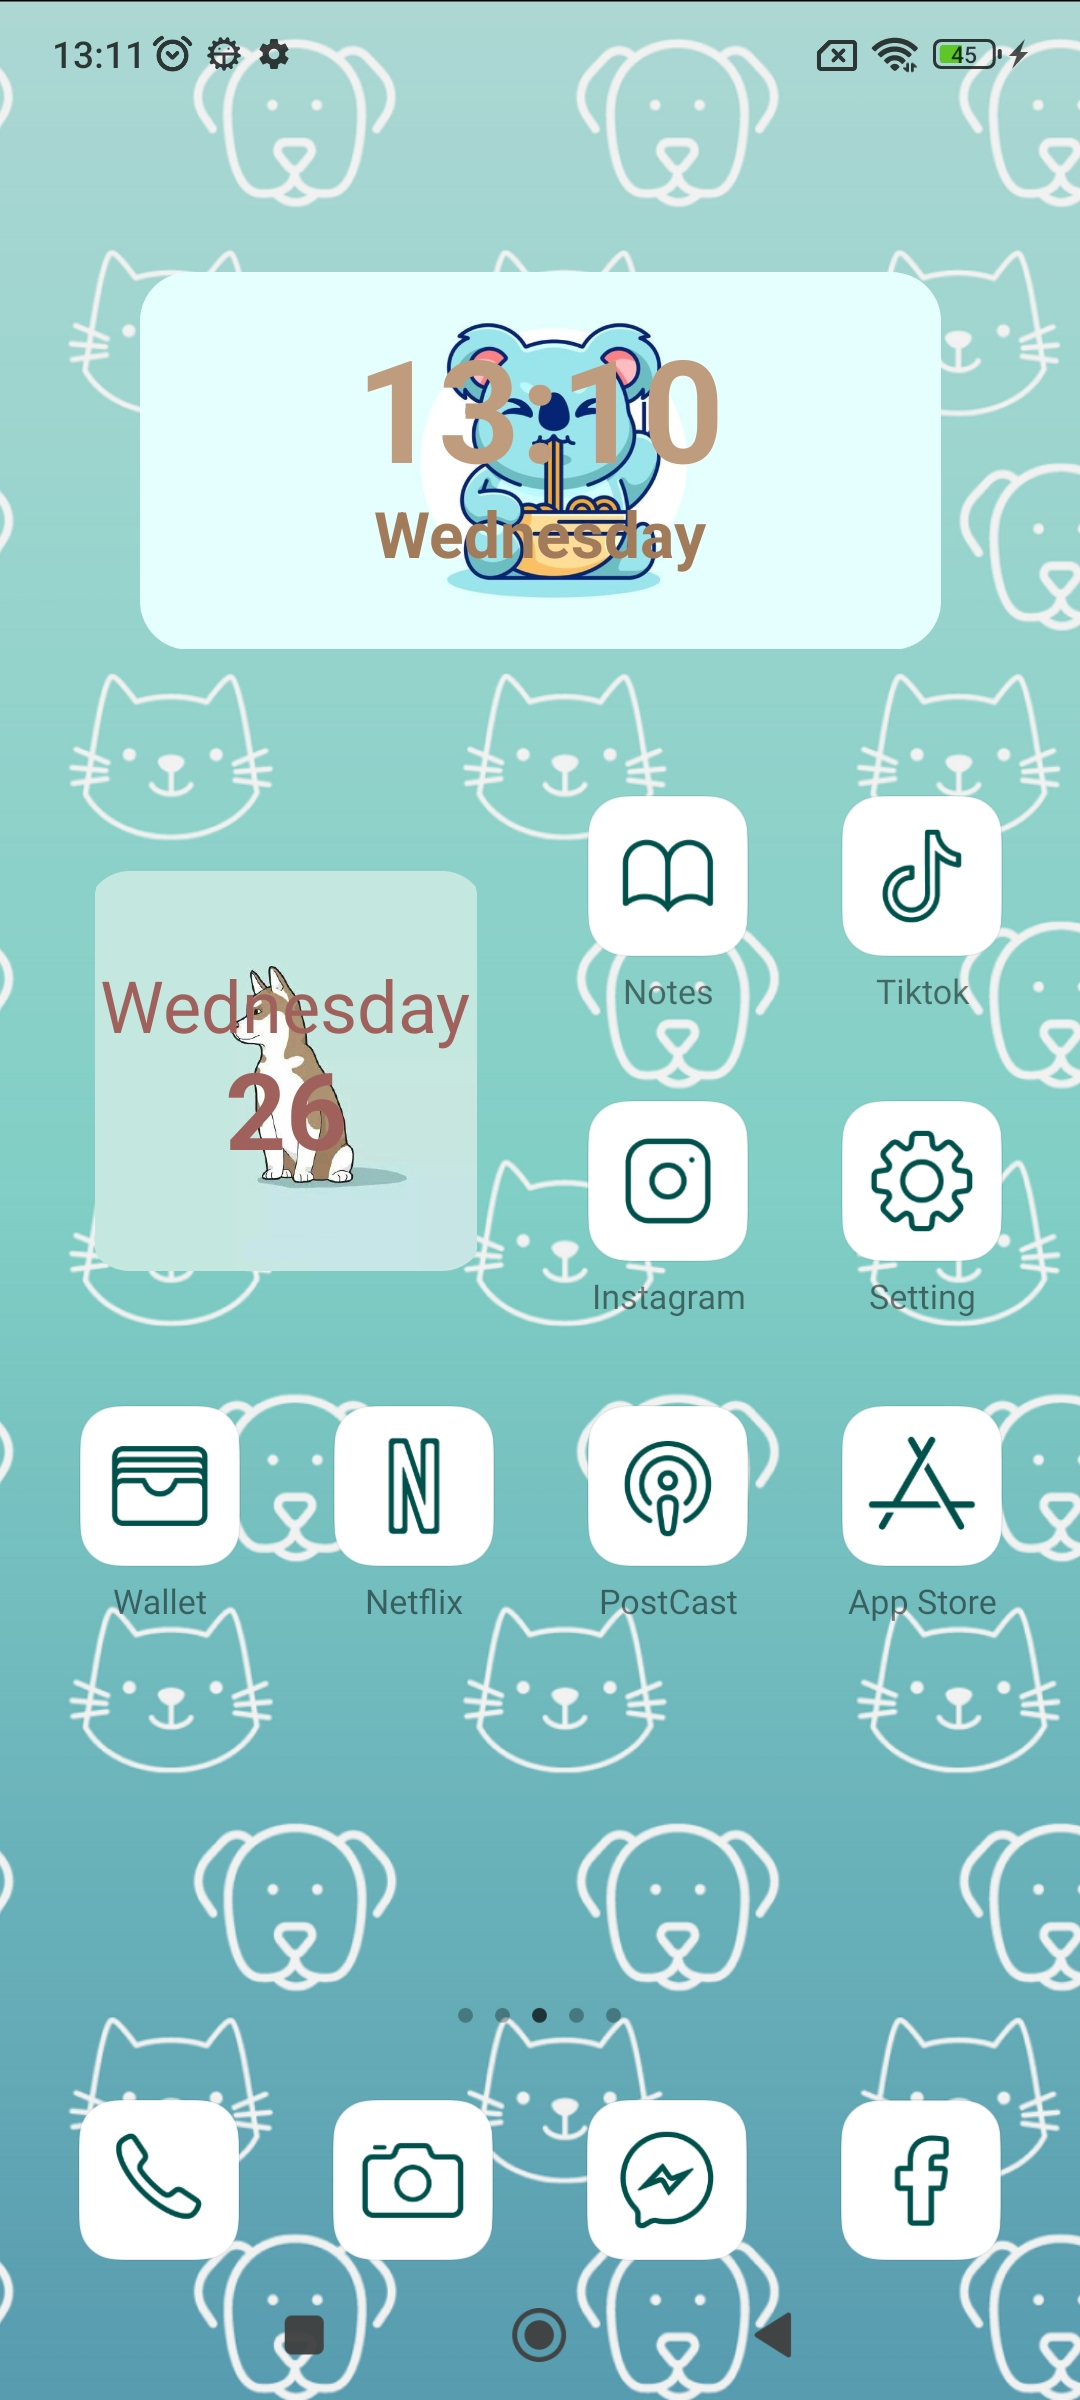 13:11
45
13:10
Wednesday
Wednesday
26
Notes
Tiktok
Instagram
Setting
Wallet
Netflix
PostCast
App Store